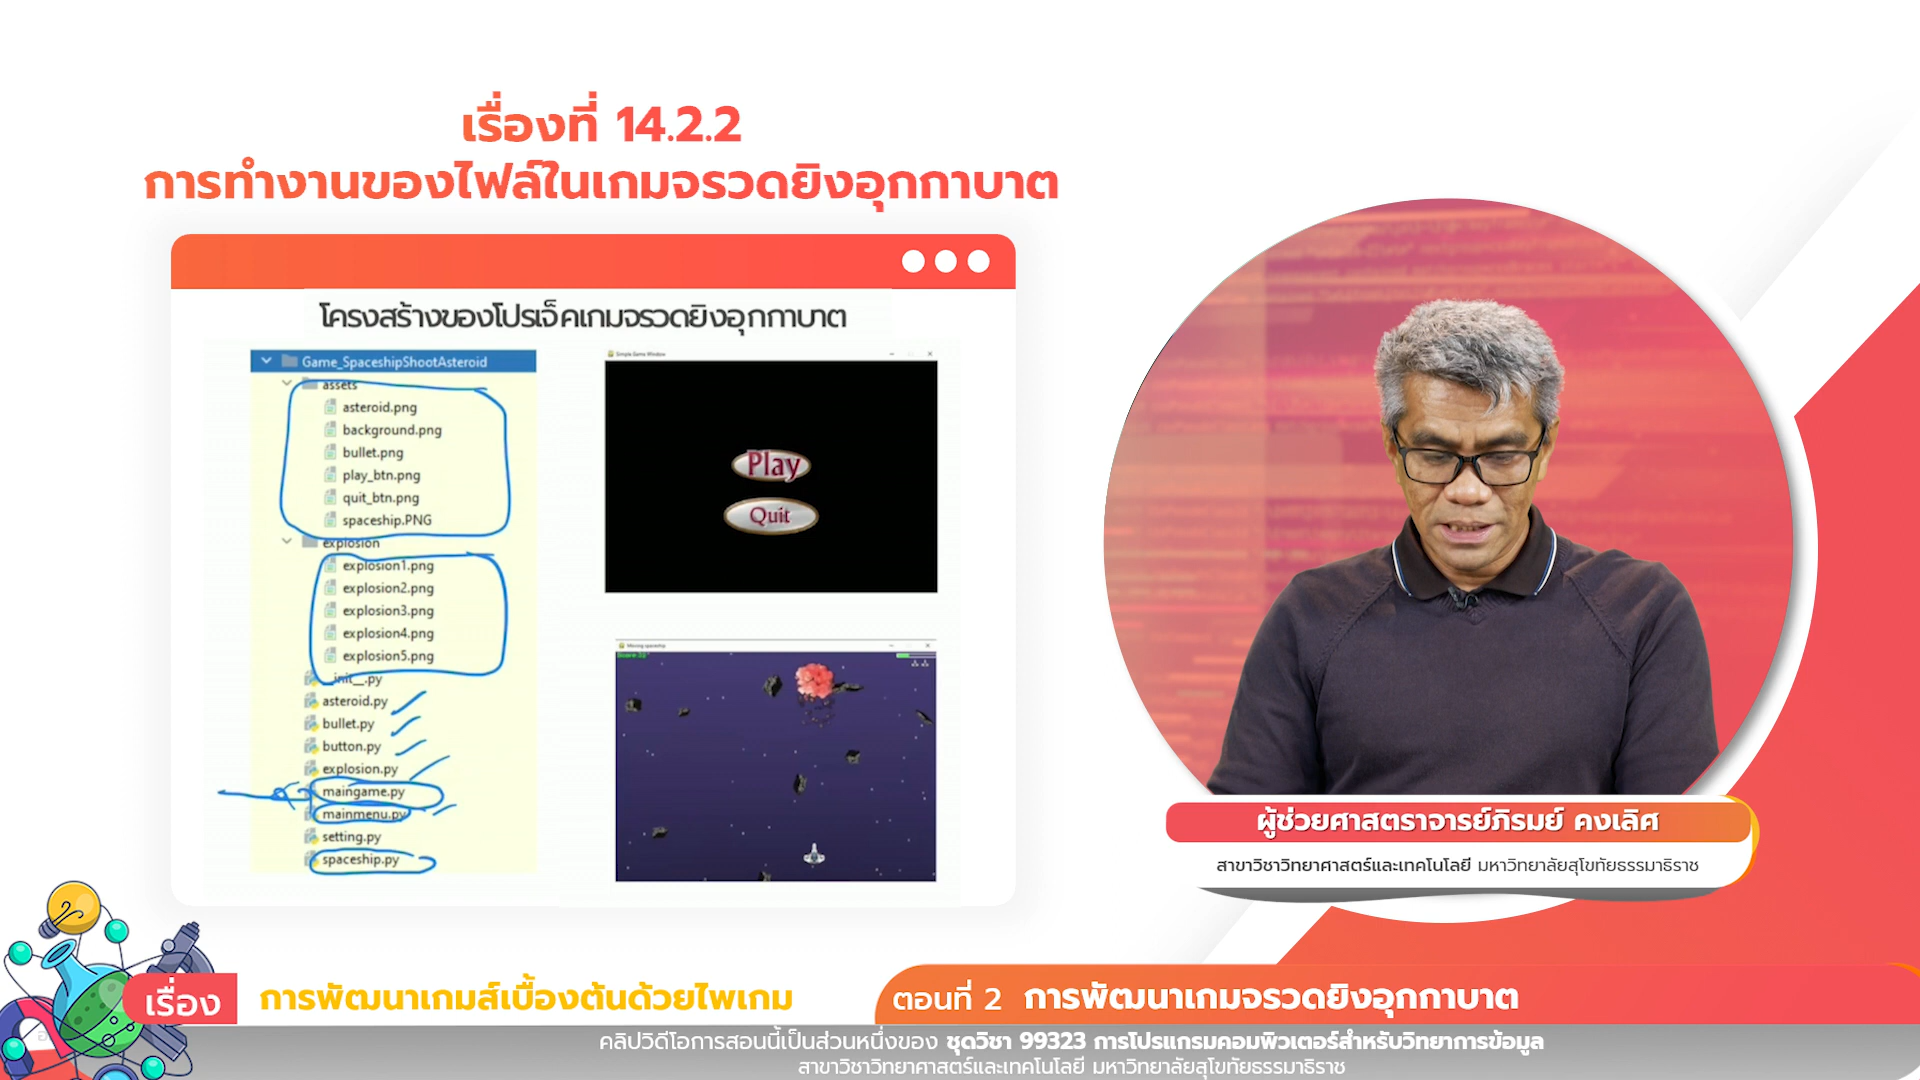 เรื่องที่ 14.2.2
การทำงานของไฟล์ในเกมจรวดยิงอุกกาบาต
โครงสร้างของโปรเจ็คเกมจรวดยิงอุกกาบาต
Game_SpaceshipShootAsteroid
assets
asteroid.png
background.png
bullet.png
play_btn.png
quit_btn.png
spaceship.PNG
explosion
explosion1.png
explosion2.png
explosion3.png
explosion4.png
explosion5.png
__init__.py
asteroid.py
bullet.py
button.py
explosion.py
maingame.py
mainmenu.py
setting.py
spaceship.py
Simple Game Window
Play
Quit
Moving spaceship
ผู้ช่วยศาสตราจารย์ภิรมย์ คงเลิศ
สาขาวิชาวิทยาศาสตร์และเทคโนโลยี มหาวิทยาลัยสุโขทัยธรรมาธิราช
เรื่อง การพัฒนาเกมส์เบื้องต้นด้วยไพเกม
ตอนที่ 2 การพัฒนาเกมจรวดยิงอุกกาบาต
คลิปวิดีโอการสอนนี้เป็นส่วนหนึ่งของ ชุดวิชา 99323 การโปรแกรมคอมพิวเตอร์สำหรับวิทยาการข้อมูล
สาขาวิชาวิทยาศาสตร์และเทคโนโลยี มหาวิทยาลัยสุโขทัยธรรมาธิราช